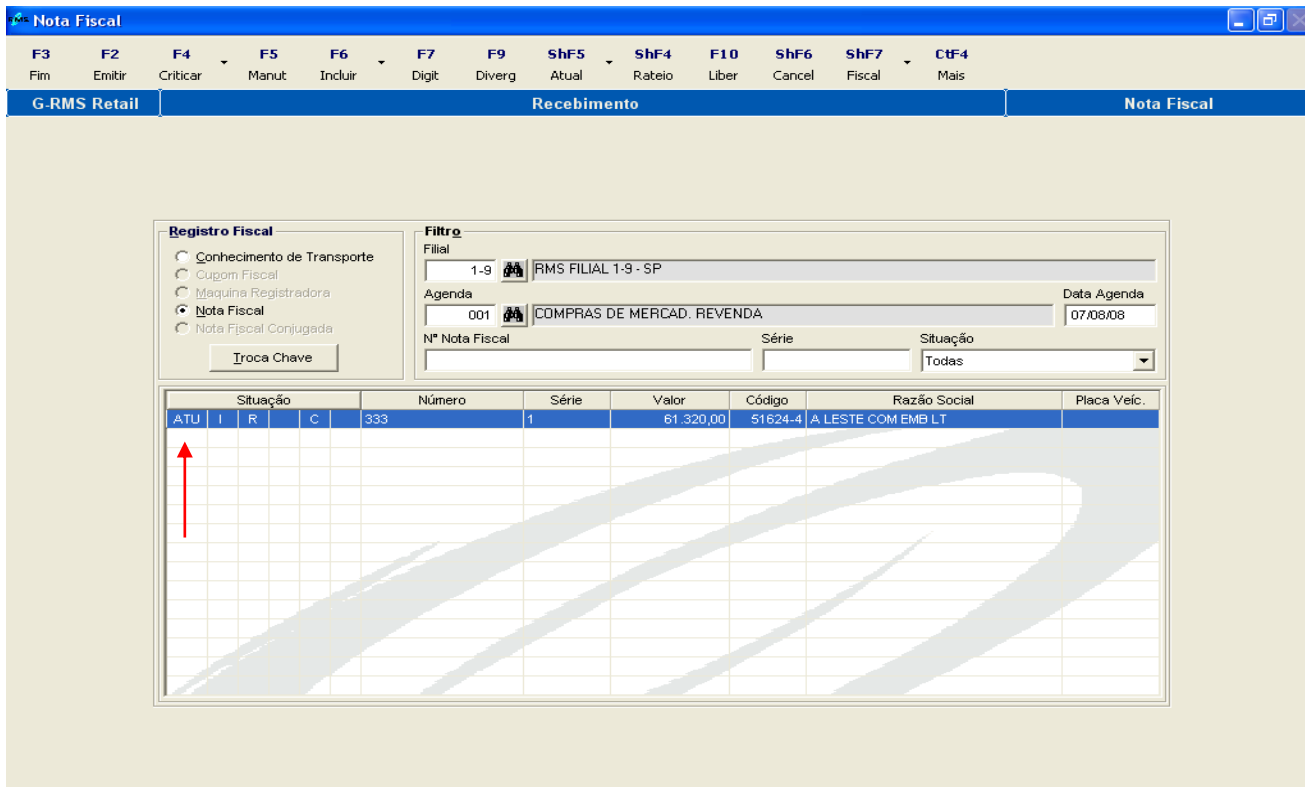 RMS Nota Fiscal
F3 F2 F4 F5 F6 F7 F9 ShF5 ShF4 F10 ShF6 ShF7 CtF4
Fim Emitir Criticar Manut Incluir Digit Diverg Atual Rateio Liber Cancel Fiscal Mais
G-RMS Retail Recebimento Nota Fiscal
Registro Fiscal
Conhecimento de Transporte
Cupom Fiscal
Maquina Registradora
Nota Fiscal
Nota Fiscal Conjugada
Troca Chave
Filtro
Filial
1-9 RMS FILIAL 1-9 - SP
Agenda Data Agenda
001 COMPRAS DE MERCAD. REVENDA 07/08/08
Nº Nota Fiscal Série Situação
Todas
Situação Número Série Valor Código Razão Social Placa Veíc.
ATU I R C 333 1 61.320,00 51624-4 A LESTE COM EMB LT